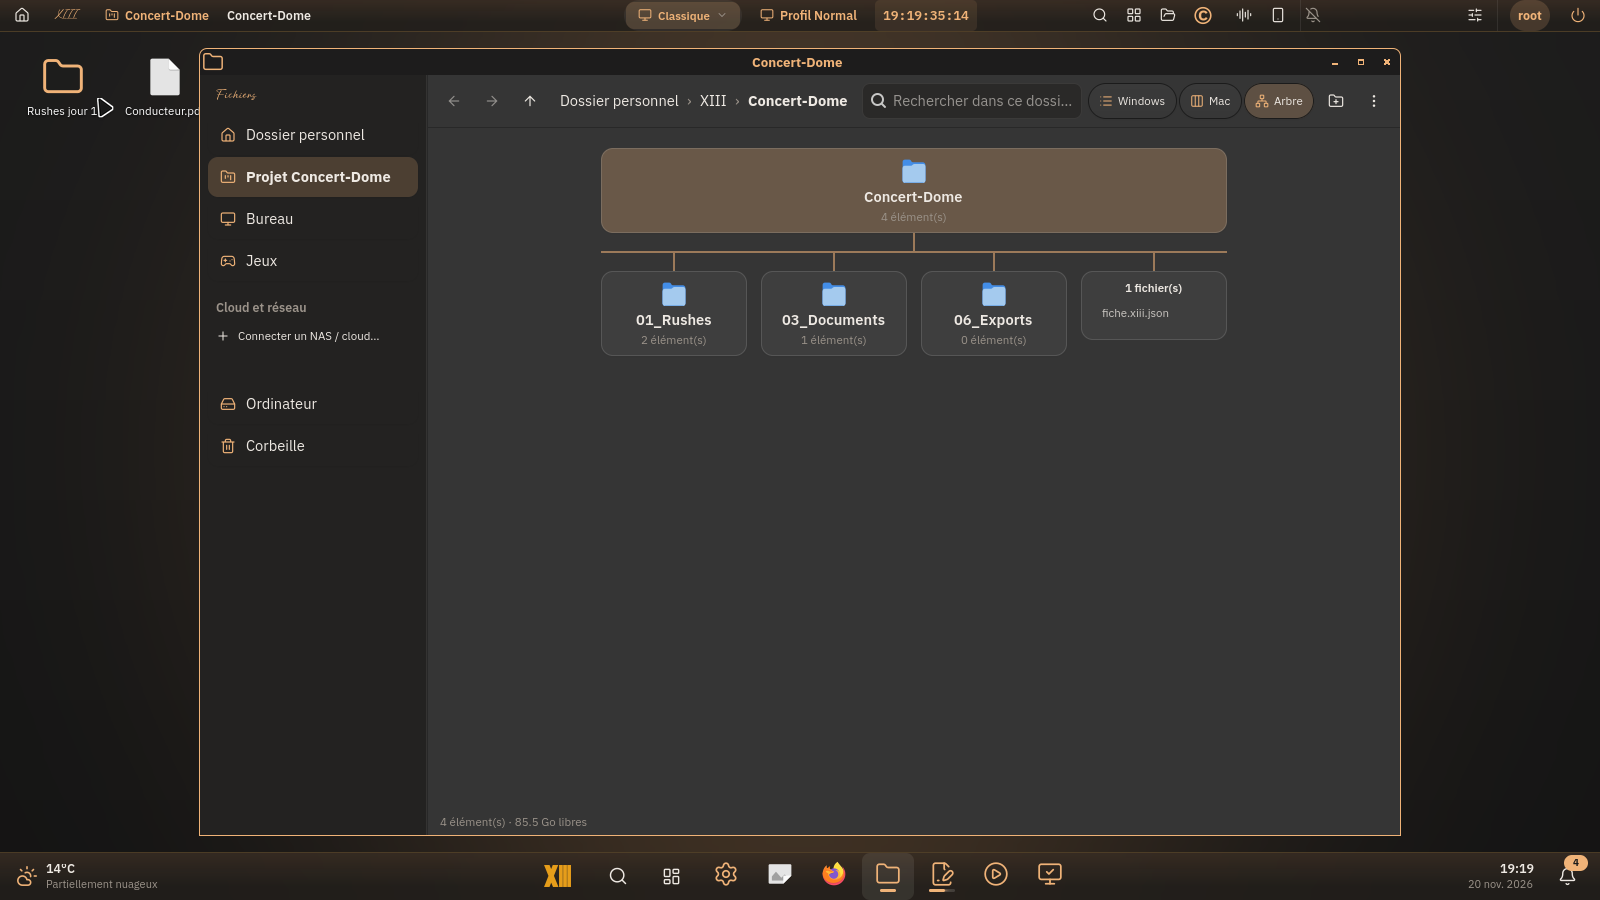 XIII
Concert-Dome
Concert-Dome
Classique
Profil Normal
19:19:35:14
root
Rushes jour 1
Conducteur.pd
Concert-Dome
Fichiers
Dossier personnel
Projet Concert-Dome
Bureau
Jeux
Cloud et réseau
Connecter un NAS / cloud...
Ordinateur
Corbeille
Dossier personnel › XIII › Concert-Dome
Rechercher dans ce dossi...
Windows
Mac
Arbre
Concert-Dome
4 élément(s)
01_Rushes
2 élément(s)
03_Documents
1 élément(s)
06_Exports
0 élément(s)
1 fichier(s)
fiche.xiii.json
4 élément(s) · 85.5 Go libres
14°C
Partiellement nuageux
XIII
19:19
20 nov. 2026
4